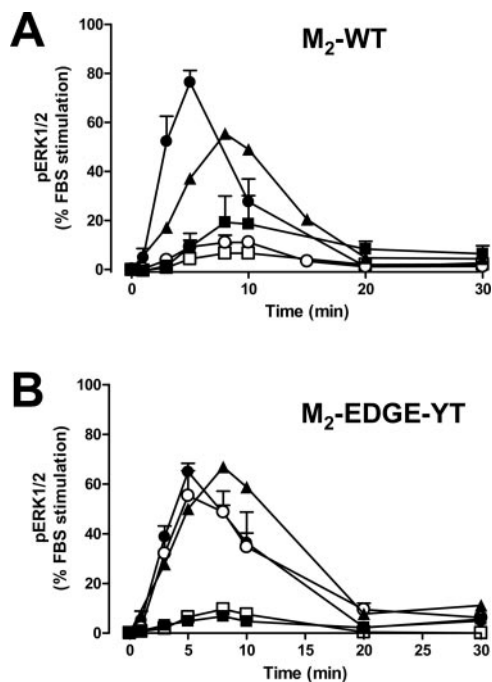 A
M2-WT
pERK1/2
(% FBS stimulation)
100
80
60
40
20
0
0
10
20
30
Time (min)
B
M2-EDGE-YT
pERK1/2
(% FBS stimulation)
100
80
60
40
20
0
0
5
10
15
20
25
30
Time (min)